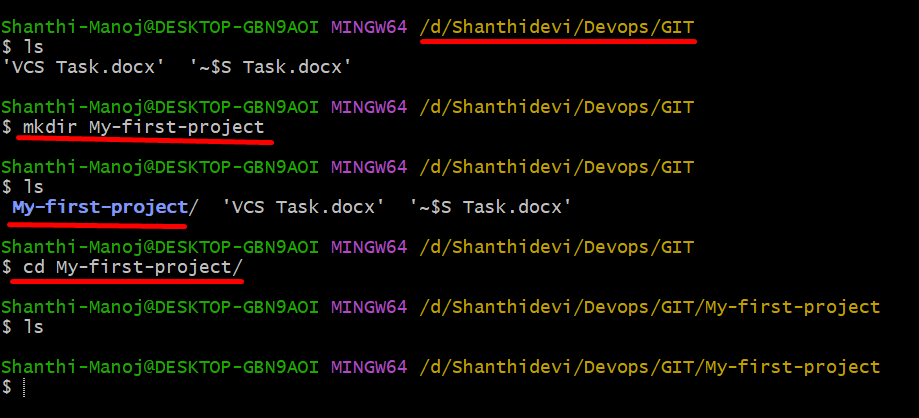 Shanthi-Manoj@DESKTOP-GBN9AOI MINGW64 /d/Shanthidevi/Devops/GIT
$ ls
'VCS Task.docx'  '~$S Task.docx'
Shanthi-Manoj@DESKTOP-GBN9AOI MINGW64 /d/Shanthidevi/Devops/GIT
$ mkdir My-first-project
Shanthi-Manoj@DESKTOP-GBN9AOI MINGW64 /d/Shanthidevi/Devops/GIT
$ ls
My-first-project/  'VCS Task.docx'  '~$S Task.docx'
Shanthi-Manoj@DESKTOP-GBN9AOI MINGW64 /d/Shanthidevi/Devops/GIT
$ cd My-first-project/
Shanthi-Manoj@DESKTOP-GBN9AOI MINGW64 /d/Shanthidevi/Devops/GIT/My-first-project
$ ls
Shanthi-Manoj@DESKTOP-GBN9AOI MINGW64 /d/Shanthidevi/Devops/GIT/My-first-project
$